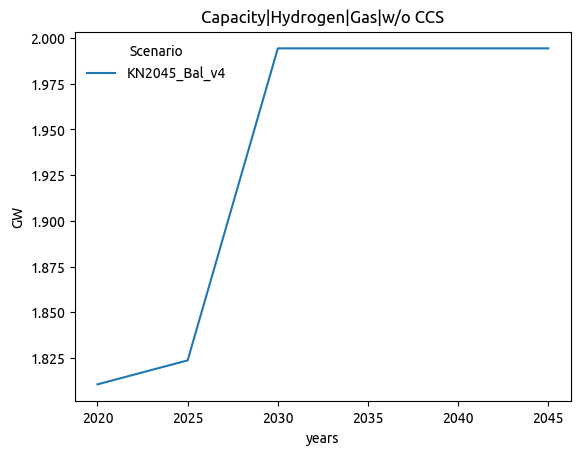 Capacity|Hydrogen|Gas|w/o CCS
Scenario
KN2045_Bal_v4
2.000
1.975
1.950
1.925
1.900
1.875
1.850
1.825
GW
2020 2025 2030 2035 2040 2045
years